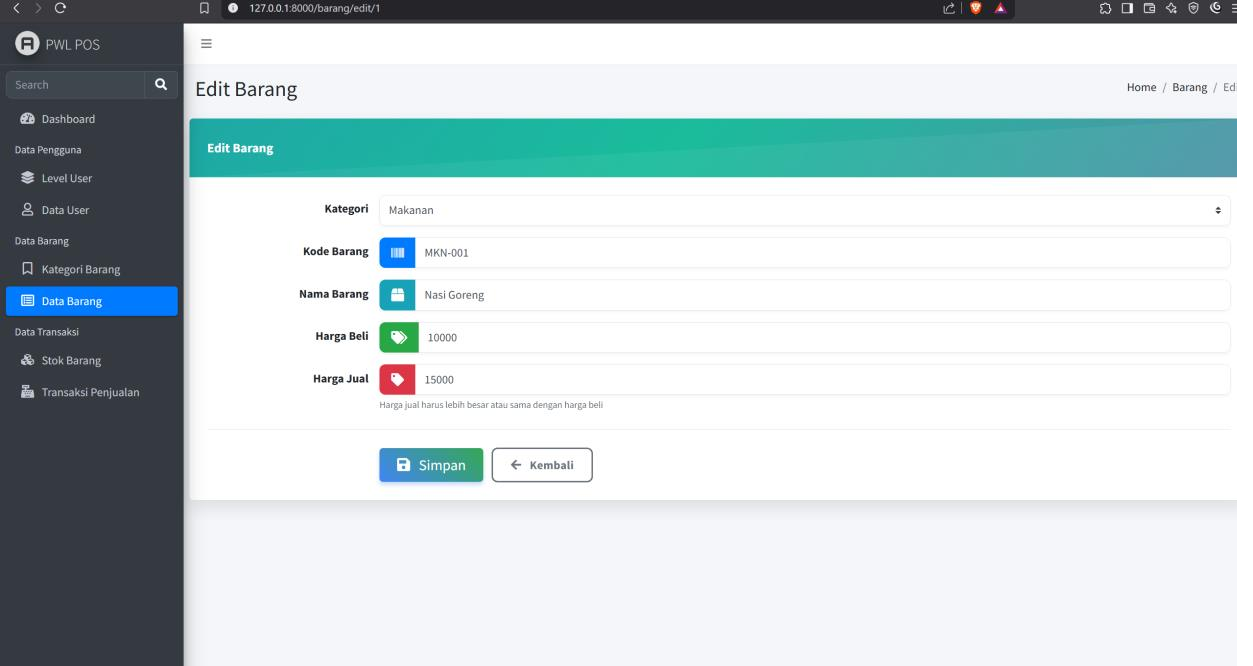 127.0.0.1:8000/barang/edit/1
PWL POS
Search
Dashboard
Data Pengguna
Level User
Data User
Data Barang
Kategori Barang
Data Barang
Data Transaksi
Stok Barang
Transaksi Penjualan
Edit Barang
Home / Barang / Edi
Edit Barang
Kategori Makanan
Kode Barang MKN-001
Nama Barang Nasi Goreng
Harga Beli 10000
Harga Jual 15000
Harga jual harus lebih besar atau sama dengan harga beli
Simpan Kembali